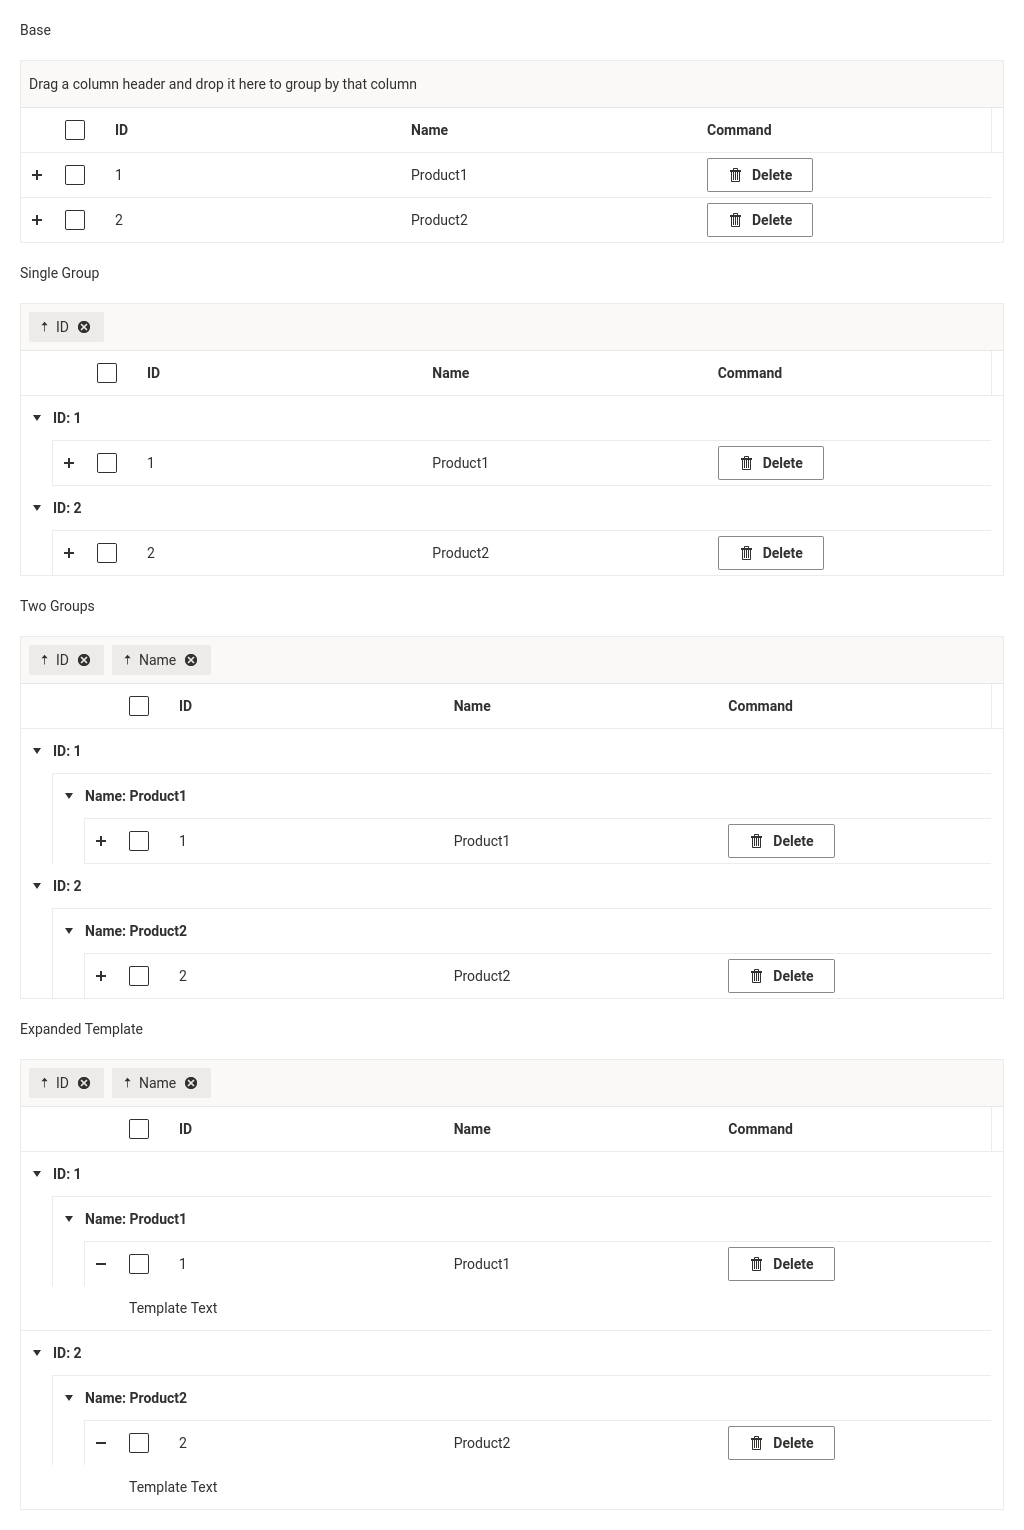 Base
Drag a column header and drop it here to group by that column
ID Name Command
1 Product1 Delete
2 Product2 Delete
Single Group
ID
ID Name Command
ID: 1
1 Product1 Delete
ID: 2
2 Product2 Delete
Two Groups
ID Name
ID Name Command
ID: 1
Name: Product1
1 Product1 Delete
ID: 2
Name: Product2
2 Product2 Delete
Expanded Template
ID Name
ID Name Command
ID: 1
Name: Product1
1 Product1 Delete
Template Text
ID: 2
Name: Product2
2 Product2 Delete
Template Text